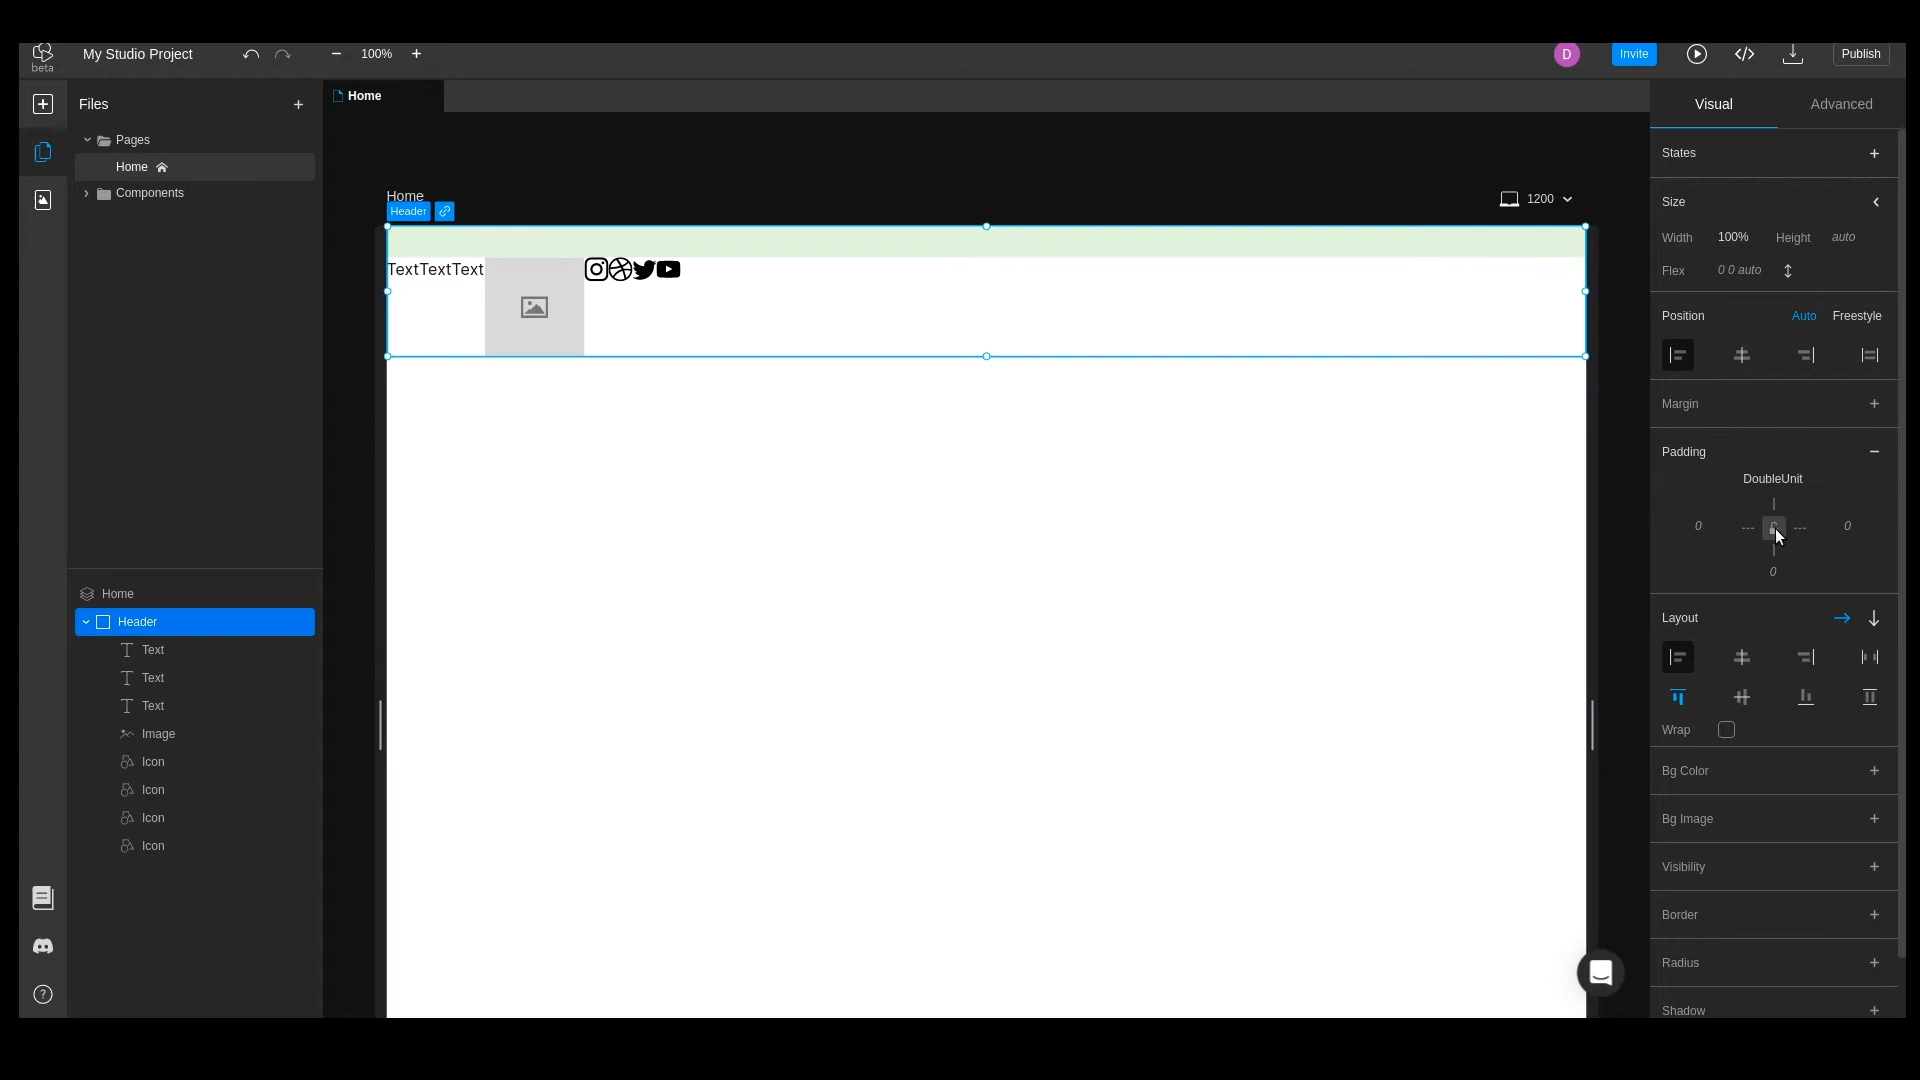 My Studio Project
100%
D
Invite
Publish
beta
Files
Home
Visual
Advanced
Pages
Home
Components
States
Home
1200
Header
Size
Width 100% Height auto
Flex 0 0 auto
TextTextText
Position Auto Freestyle
Margin
Padding
DoubleUnit
0
0
0
Home
Header
Text
Text
Text
Image
Icon
Icon
Icon
Icon
Layout
Wrap
Bg Color
Bg Image
Visibility
Border
Radius
Shadow
?